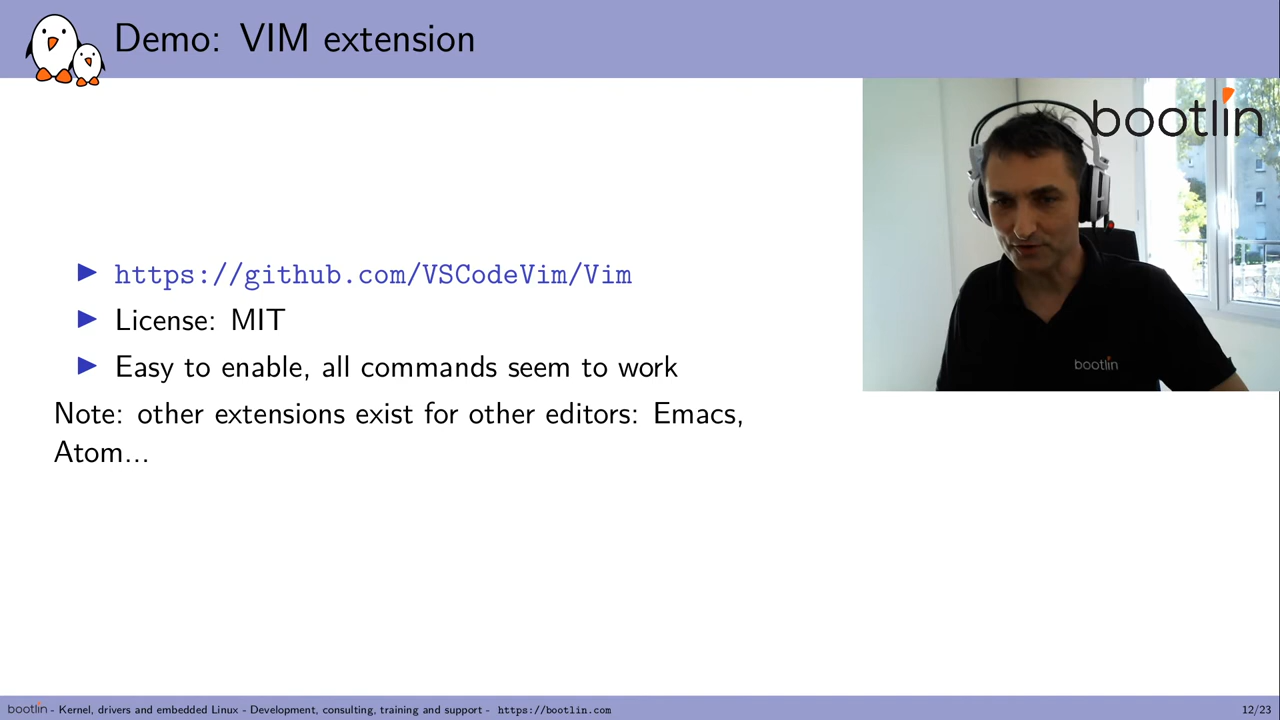 Demo: VIM extension
bootlin
https://github.com/VSCodeVim/Vim
License: MIT
Easy to enable, all commands seem to work
bootlin
Note: other extensions exist for other editors: Emacs,
Atom...
bootlin - Kernel, drivers and embedded Linux - Development, consulting, training and support - https://bootlin.com
12/23